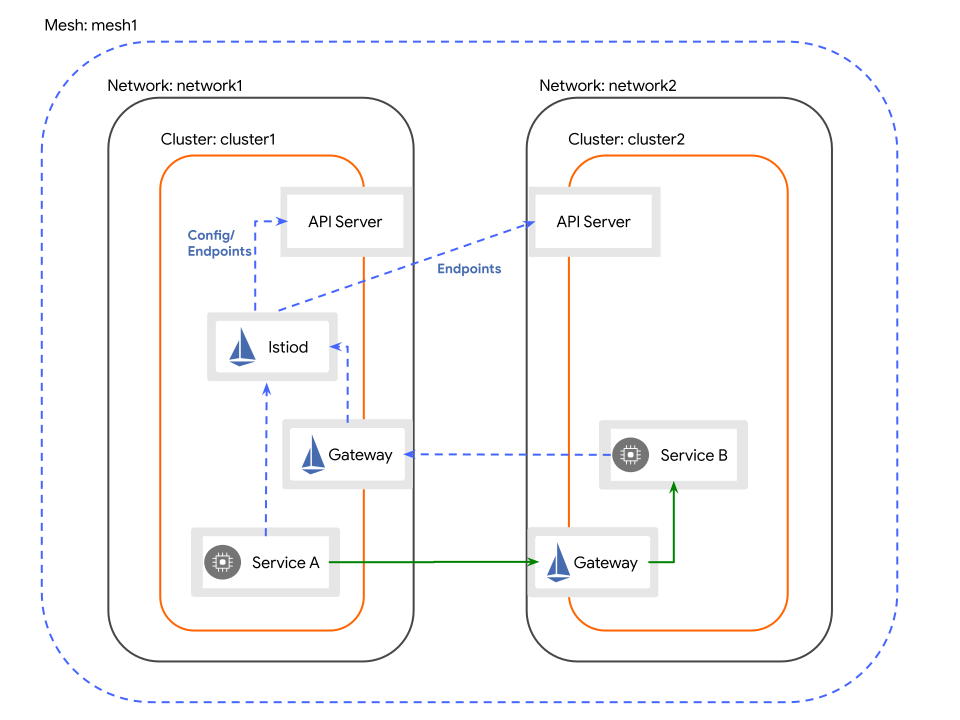 Mesh: mesh1
Network: network1
Network: network2
Cluster: cluster1
Cluster: cluster2
API Server
API Server
Config/
Endpoints
Endpoints
Istiod
Gateway
Service B
Service A
Gateway